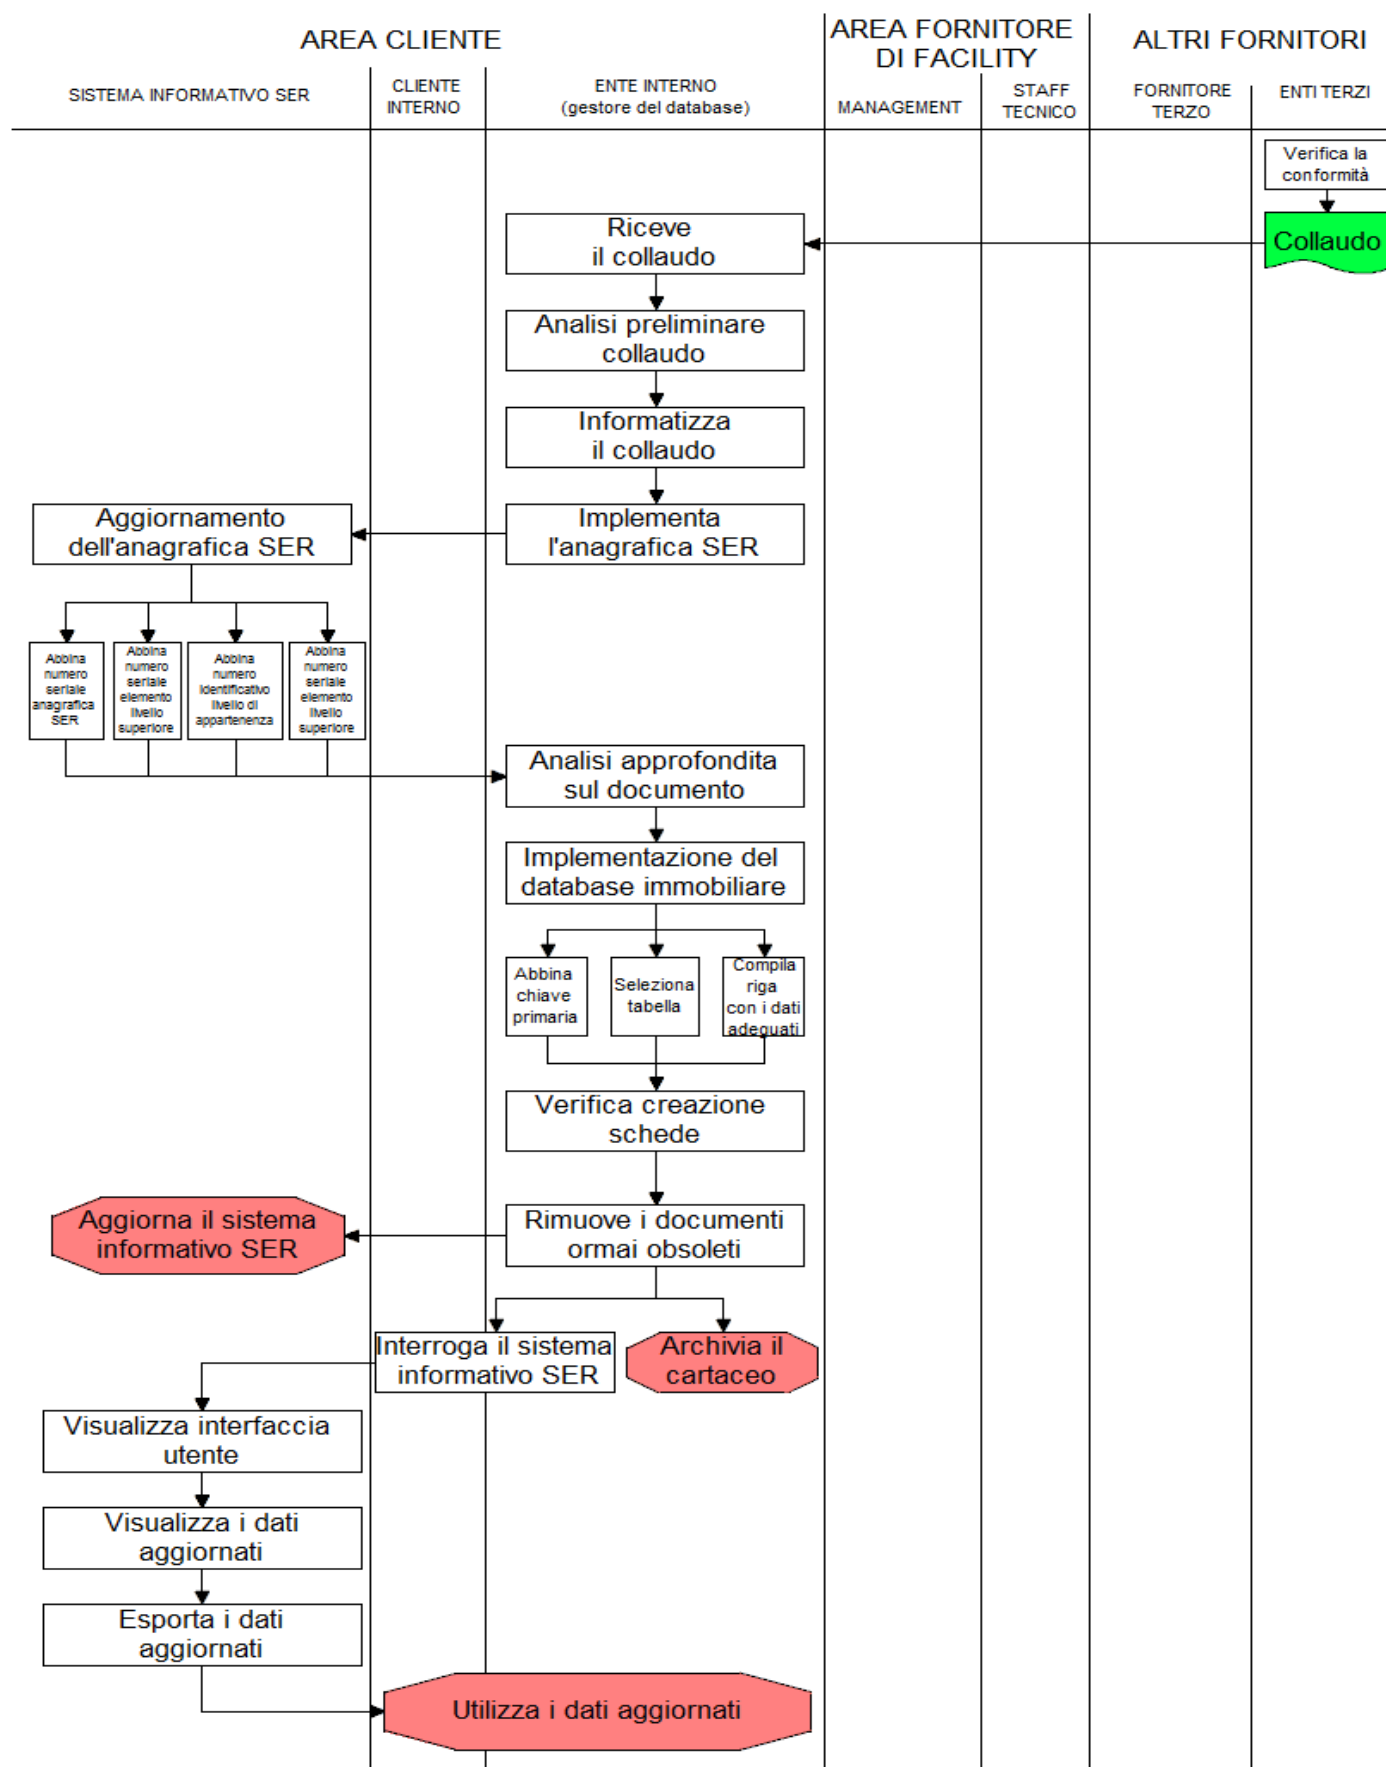 AREA CLIENTE
AREA FORNITORE
DI FACILITY
ALTRI FORNITORI
SISTEMA INFORMATIVO SER
CLIENTE
INTERNO
ENTE INTERNO
(gestore del database)
MANAGEMENT
STAFF
TECNICO
FORNITORE
TERZO
ENTI TERZI
Verifica la
conformità
Collaudo
Riceve
il collaudo
Analisi preliminare
collaudo
Informatizza
il collaudo
Implementa
l'anagrafica SER
Aggiornamento
dell'anagrafica SER
Abbina
numero
seriale
anagrafica
SER
Abbina
numero
seriale
elemento
livello
superiore
Abbina
numero
identificativo
livello di
appartenenza
Abbina
numero
seriale
elemento
livello
superiore
Analisi approfondita
sul documento
Implementazione del
database immobiliare
Abbina
chiave
primaria
Seleziona
tabella
Compila
riga
con i dati
adeguati
Verifica creazione
schede
Rimuove i documenti
ormai obsoleti
Aggiorna il sistema
informativo SER
Interroga il sistema
informativo SER
Archivia il
cartaceo
Visualizza interfaccia
utente
Visualizza i dati
aggiornati
Esporta i dati
aggiornati
Utilizza i dati aggiornati